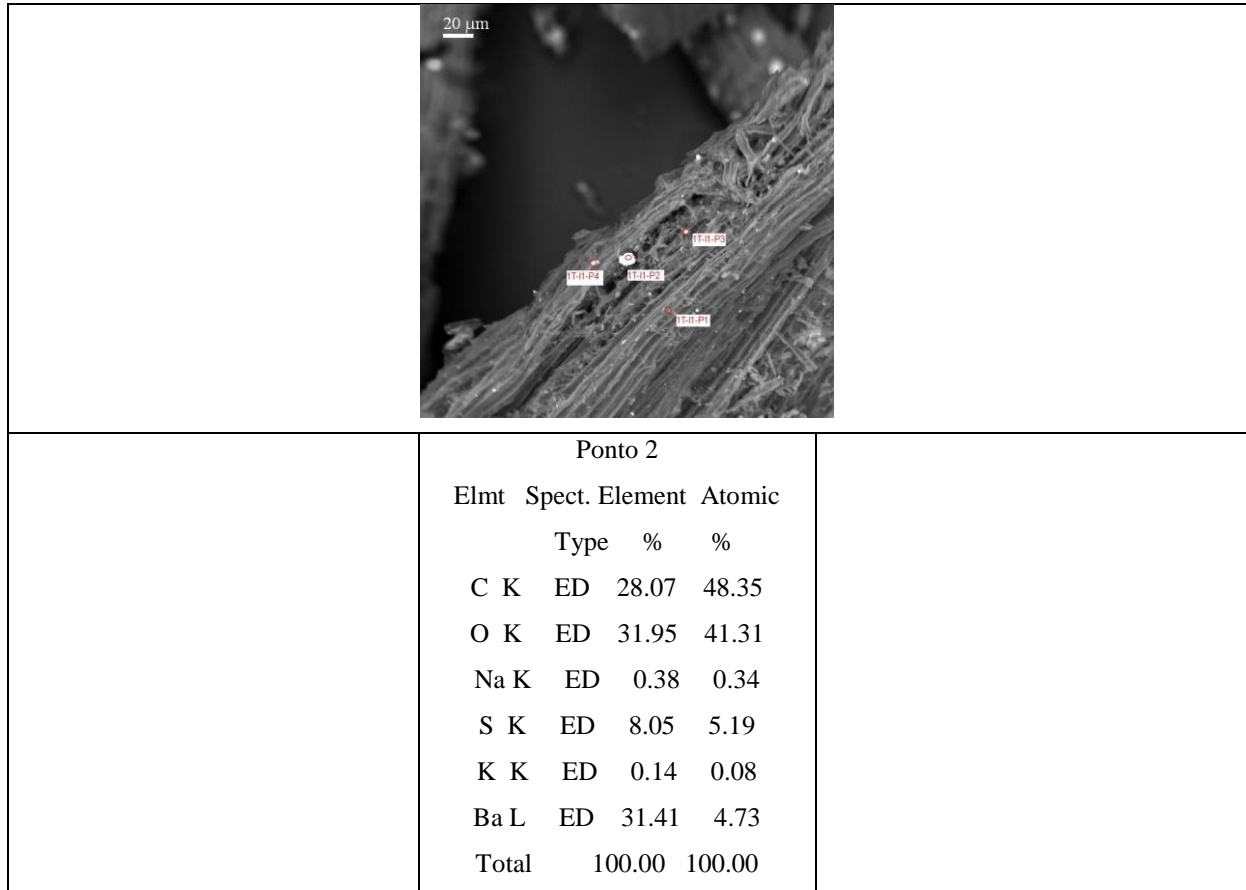 20 μm
1T-I1-P3
1T-I1-P4
1T-I1-P2
1T-I1-P1
Ponto 2
Elmt Spect. Element Atomic
Type % %
C K ED 28.07 48.35
O K ED 31.95 41.31
Na K ED 0.38 0.34
S K ED 8.05 5.19
K K ED 0.14 0.08
Ba L ED 31.41 4.73
Total 100.00 100.00